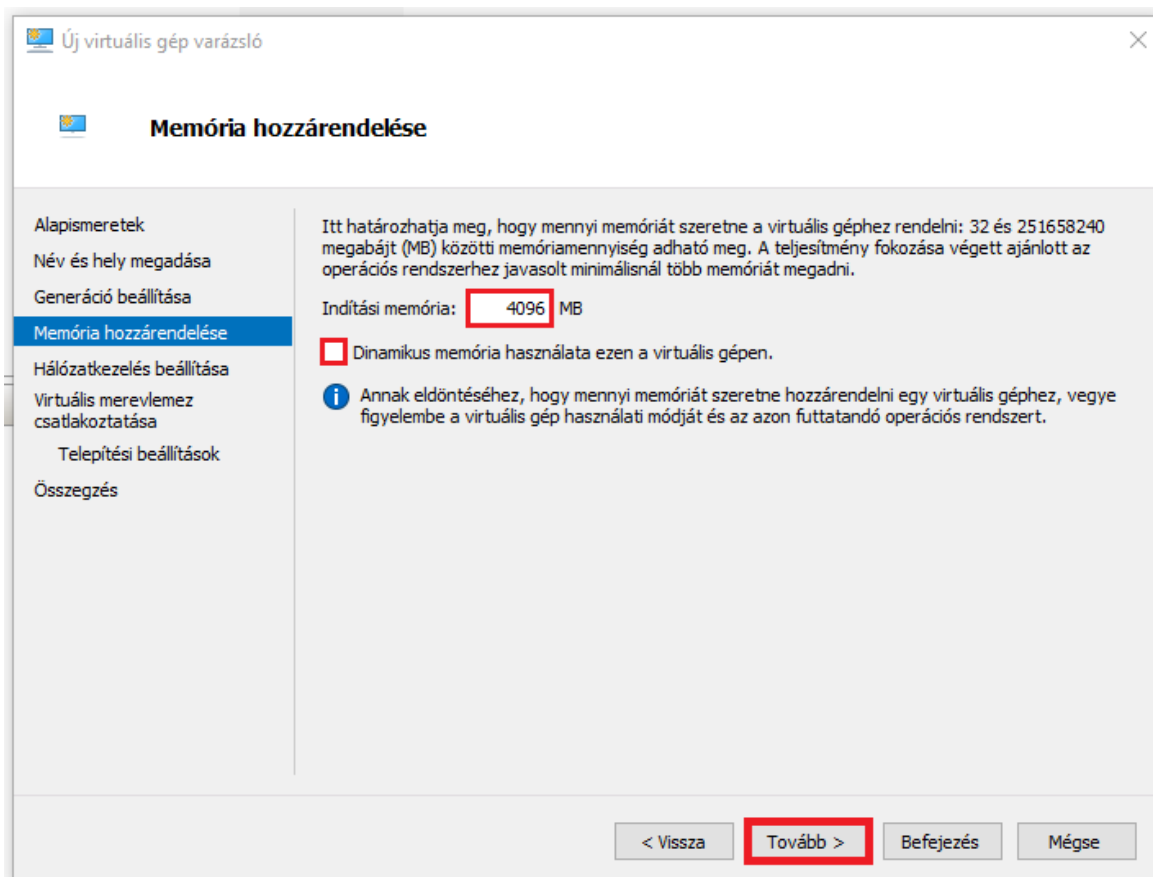 Új virtuális gép varázsló
Memória hozzárendelése
Alapismeretek
Név és hely megadása
Generáció beállítása
Memória hozzárendelése
Hálózatkezelés beállítása
Virtuális merevlemez
csatlakoztatása
Telepítési beállítások
Összegzés
Itt határozhatja meg, hogy mennyi memóriát szeretne a virtuális géphez rendelni: 32 és 251658240
megabájt (MB) közötti memóriamennyiség adható meg. A teljesítmény fokozása végett ajánlott az
operációs rendszerhez javasolt minimálisnál több memóriát megadni.
Indítási memória: 4096 MB
Dinamikus memória használata ezen a virtuális gépen.
Annak eldöntéséhez, hogy mennyi memóriát szeretne hozzárendelni egy virtuális géphez, vegye
figyelembe a virtuális gép használati módját és az azon futtatandó operációs rendszert.
< Vissza Tovább > Befejezés Mégse